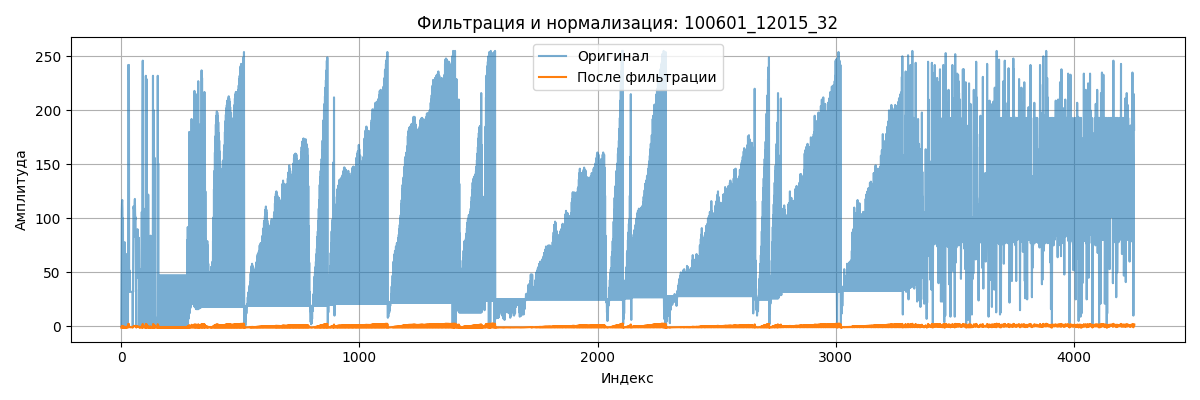 Фильтрация и нормализация: 100601_12015_32
Оригинал
После фильтрации
Амплитуда
250
200
150
100
50
0
0 1000 2000 3000 4000
Индекс